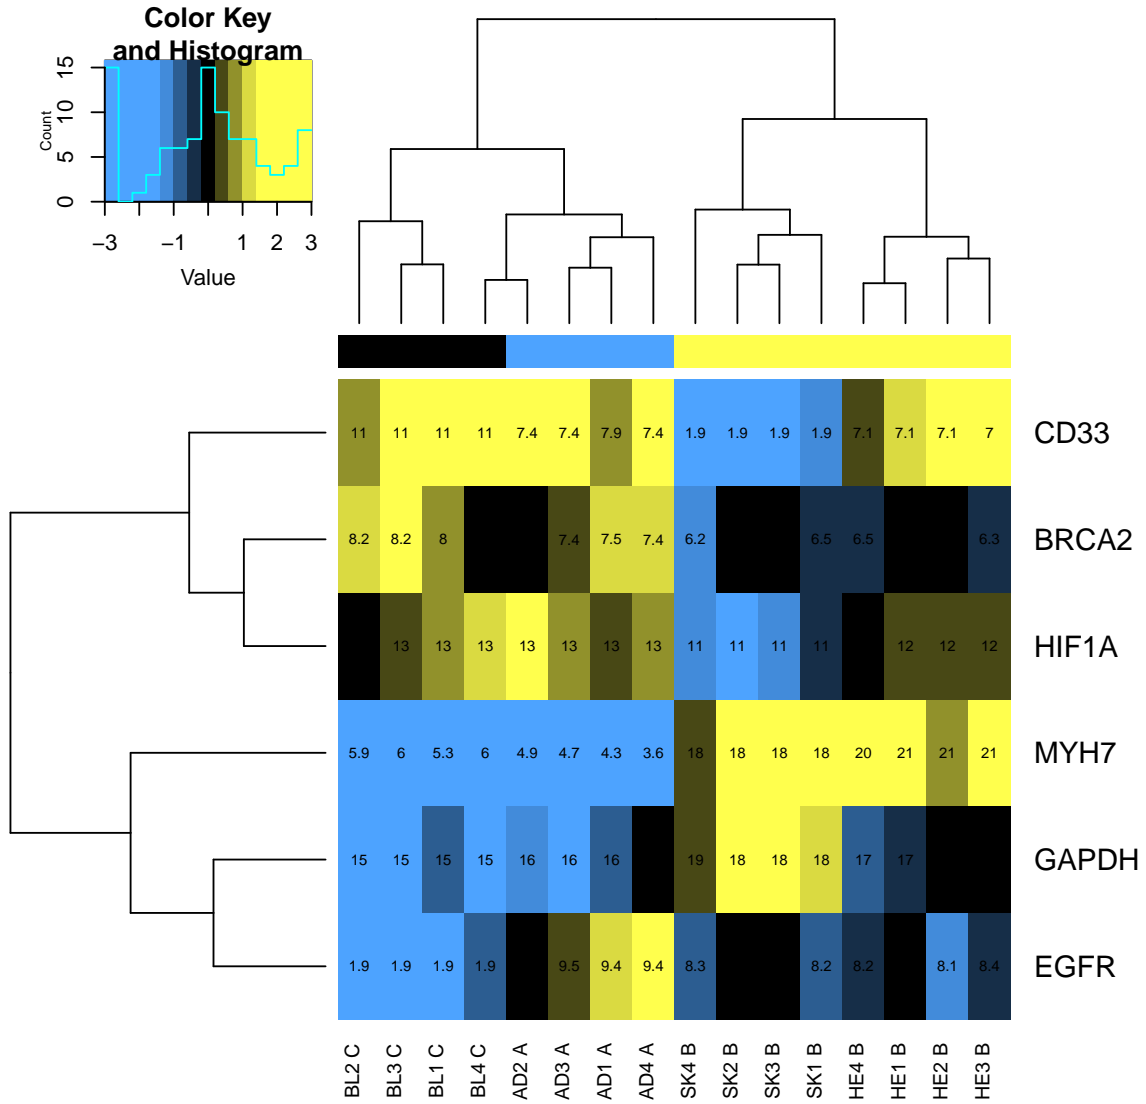 Color Key
and Histogram
Count
0 5 10 15
−3 −1 1 2 3
Value
11 11 11 11 7.4 7.4 7.9 7.4 1.9 1.9 1.9 1.9 7.1 7.1 7.1 7 CD33
8.2 8.2 8 7.4 7.5 7.4 6.2 6.5 6.5 6.3 BRCA2
13 13 13 13 13 13 13 11 11 11 11 12 12 12 HIF1A
5.9 6 5.3 6 4.9 4.7 4.3 3.6 18 18 18 18 20 21 21 21 MYH7
15 15 15 15 16 16 16 19 18 18 18 17 17 GAPDH
1.9 1.9 1.9 1.9 9.5 9.4 9.4 8.3 8.2 8.2 8.1 8.4 EGFR
BL2 C BL3 C BL1 C BL4 C AD2 A AD3 A AD1 A AD4 A SK4 B SK2 B SK3 B SK1 B HE4 B HE1 B HE2 B HE3 B